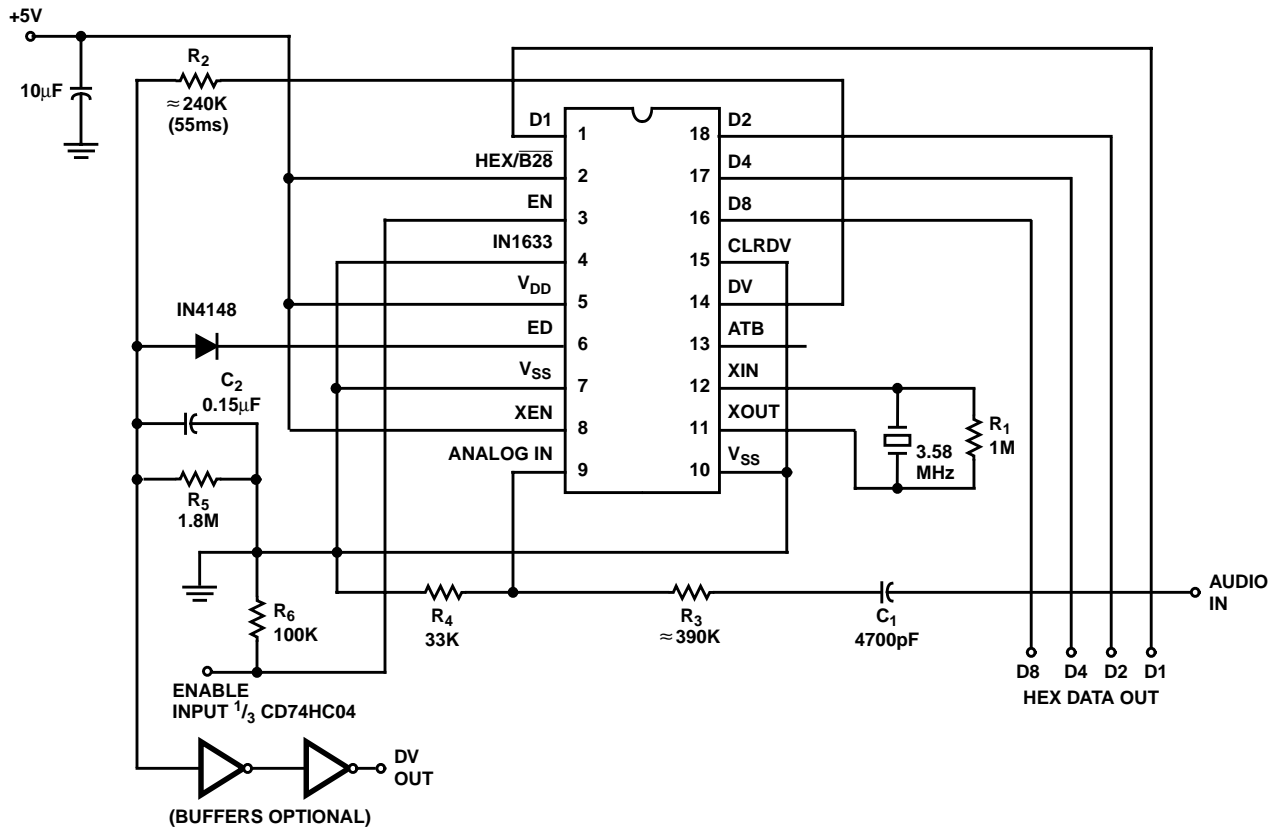 +5V
10µF
R2
≈240K
(55ms)
D1
HEX/B28
EN
IN1633
VDD
ED
VSS
XEN
ANALOG IN
1
2
3
4
5
6
7
8
9
18
17
16
15
14
13
12
11
10
D2
D4
D8
CLRDV
DV
ATB
XIN
XOUT
VSS
IN4148
C2
0.15µF
R5
1.8M
R6
100K
R4
33K
R3
≈390K
C1
4700pF
3.58
MHz
R1
1M
AUDIO
IN
D8 D4 D2 D1
HEX DATA OUT
ENABLE
INPUT 1/3 CD74HC04
DV
OUT
(BUFFERS OPTIONAL)